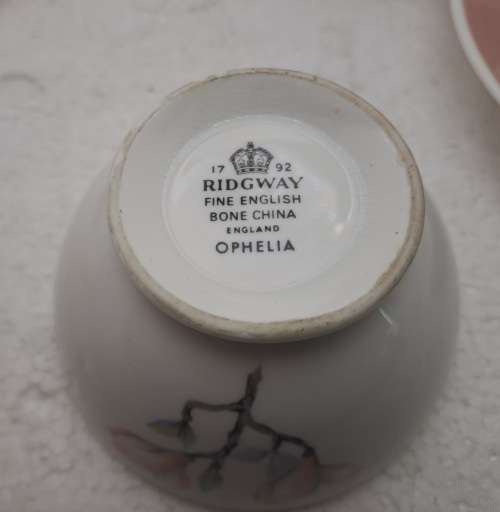 17 92
RIDGWAY
FINE ENGLISH
BONE CHINA
ENGLAND
OPHELIA